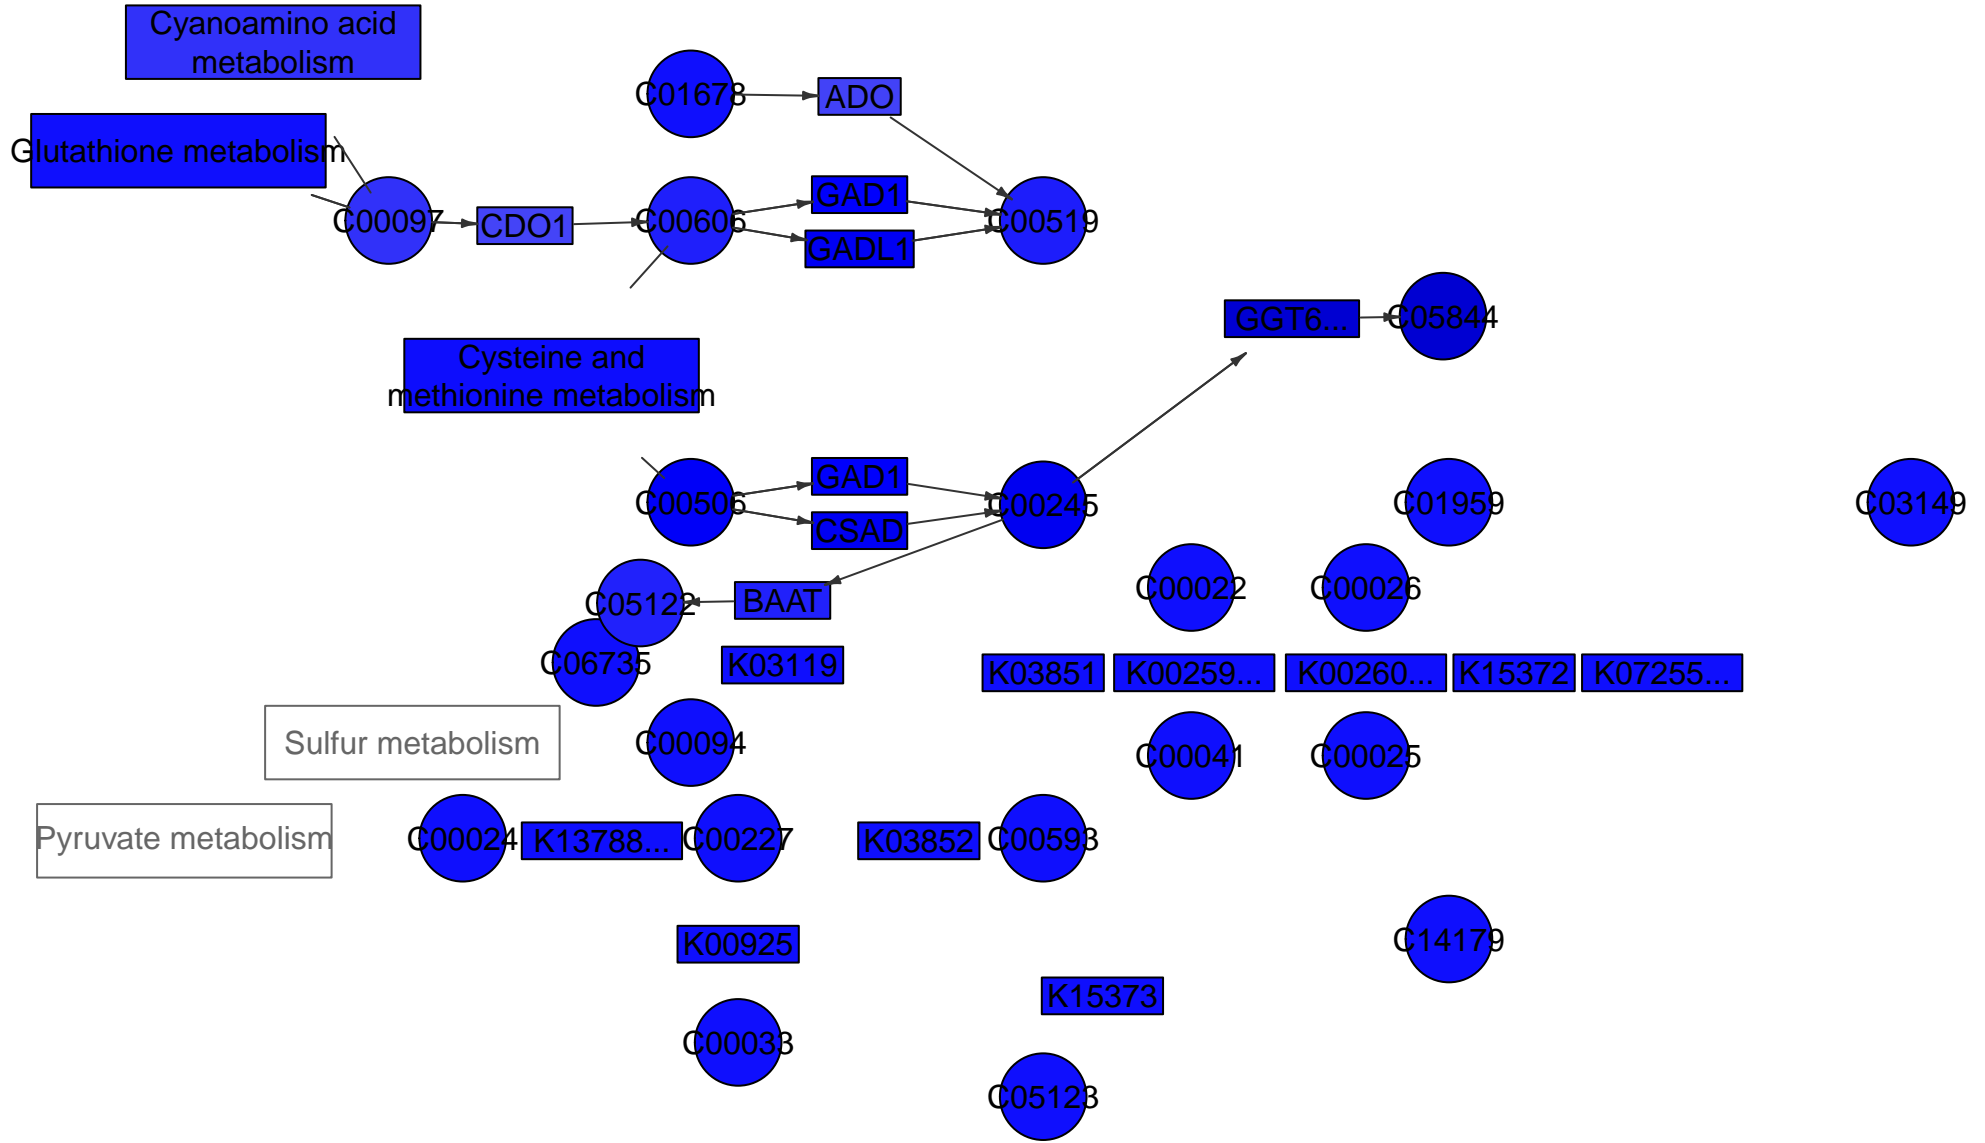 Cyanoamino acid
metabolism
C01678
ADO
Glutathione metabolism
C00097
CDO1
C00606
GAD1
GADL1
C00519
GGT6...
C05844
Cysteine and
methionine metabolism
C00506
GAD1
CSAD
C00245
C01959
C03149
C05122
BAAT
C00022
C00026
C06735
K03119
K03851
K00259...
K00260...
K15372
K07255...
Sulfur metabolism
C00094
C00041
C00025
Pyruvate metabolism
C00024
K13788...
C00227
K03852
C00593
K00925
C14179
K15373
C00033
C05123